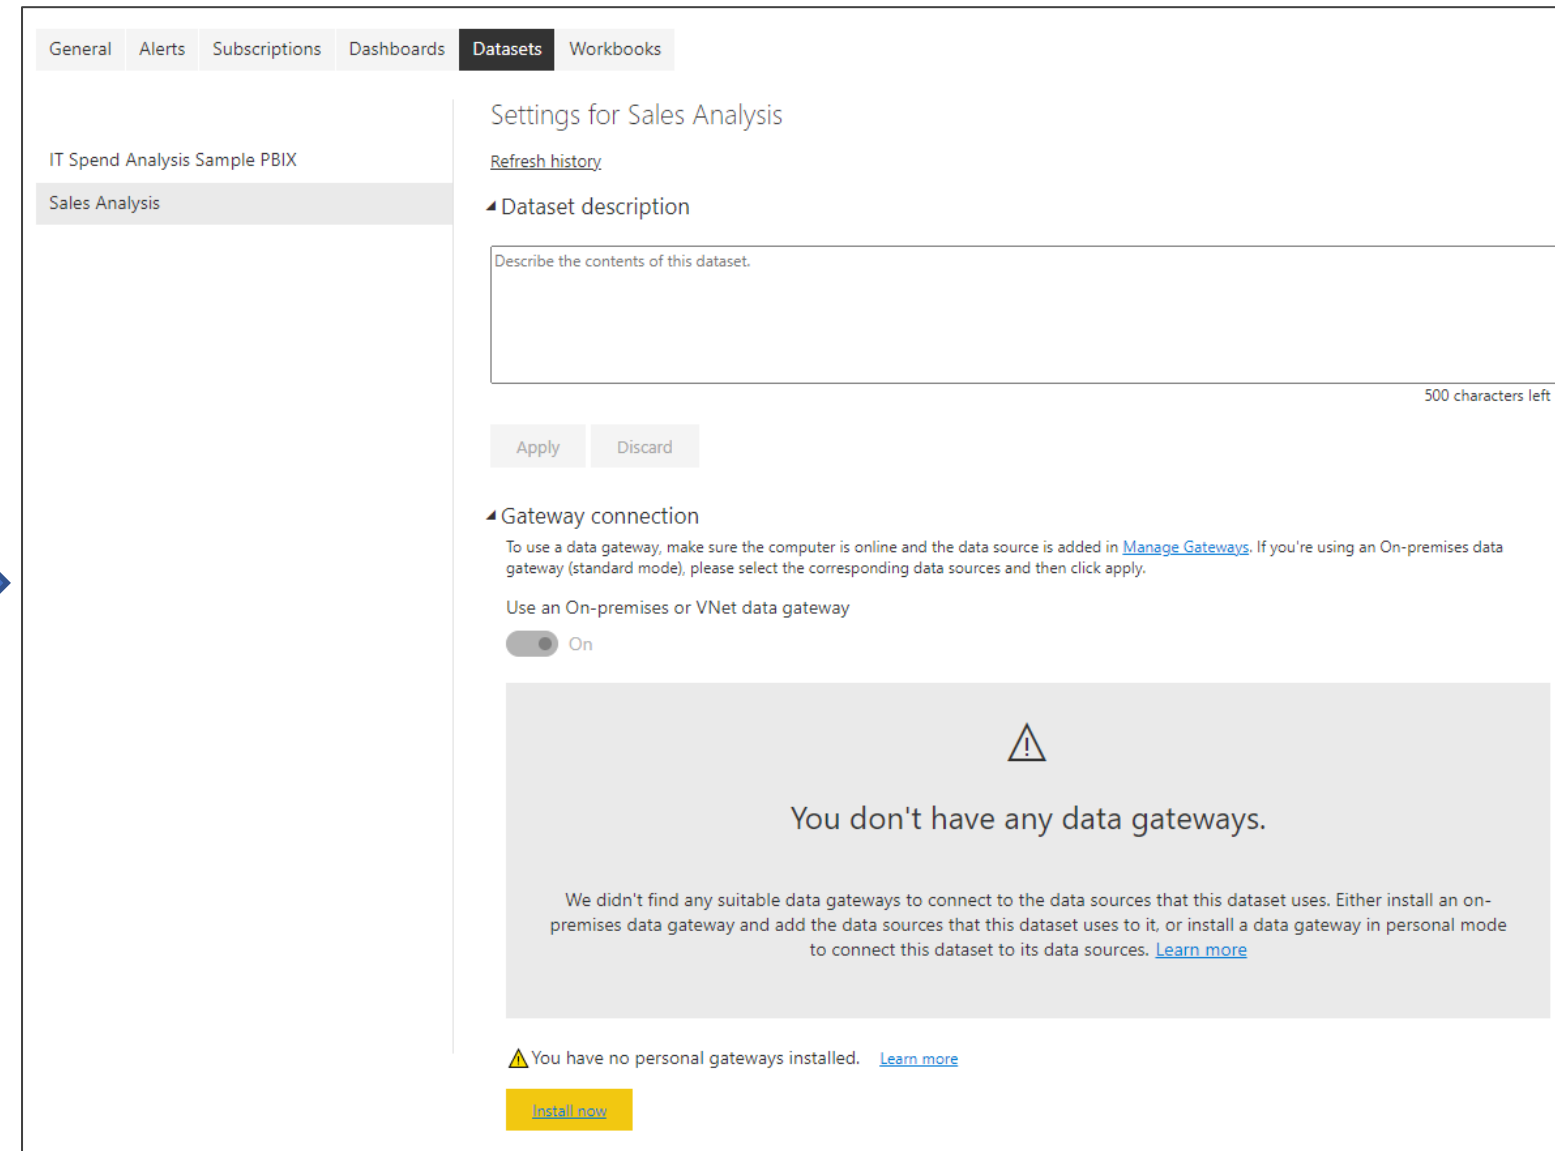 General Alerts Subscriptions Dashboards Datasets Workbooks
IT Spend Analysis Sample PBIX
Sales Analysis
Settings for Sales Analysis
Refresh history
Dataset description
Describe the contents of this dataset.
500 characters left
Apply Discard
Gateway connection
To use a data gateway, make sure the computer is online and the data source is added in Manage Gateways. If you're using an On-premises data
gateway (standard mode), please select the corresponding data sources and then click apply.
Use an On-premises or VNet data gateway
On
You don't have any data gateways.
We didn't find any suitable data gateways to connect to the data sources that this dataset uses. Either install an on-
premises data gateway and add the data sources that this dataset uses to it, or install a data gateway in personal mode
to connect this dataset to its data sources. Learn more
You have no personal gateways installed. Learn more
Install now